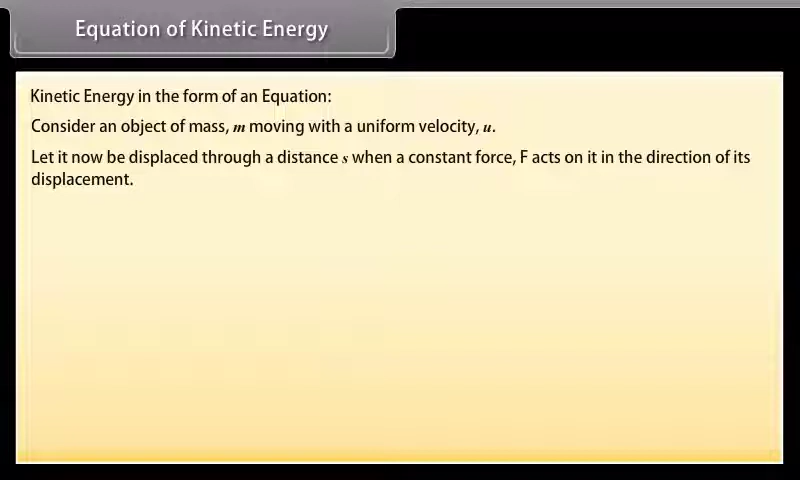 Equation of Kinetic Energy
Kinetic Energy in the form of an Equation:
Consider an object of mass, m moving with a uniform velocity, u.
Let it now be displaced through a distance s when a constant force, F acts on it in the direction of its
displacement.